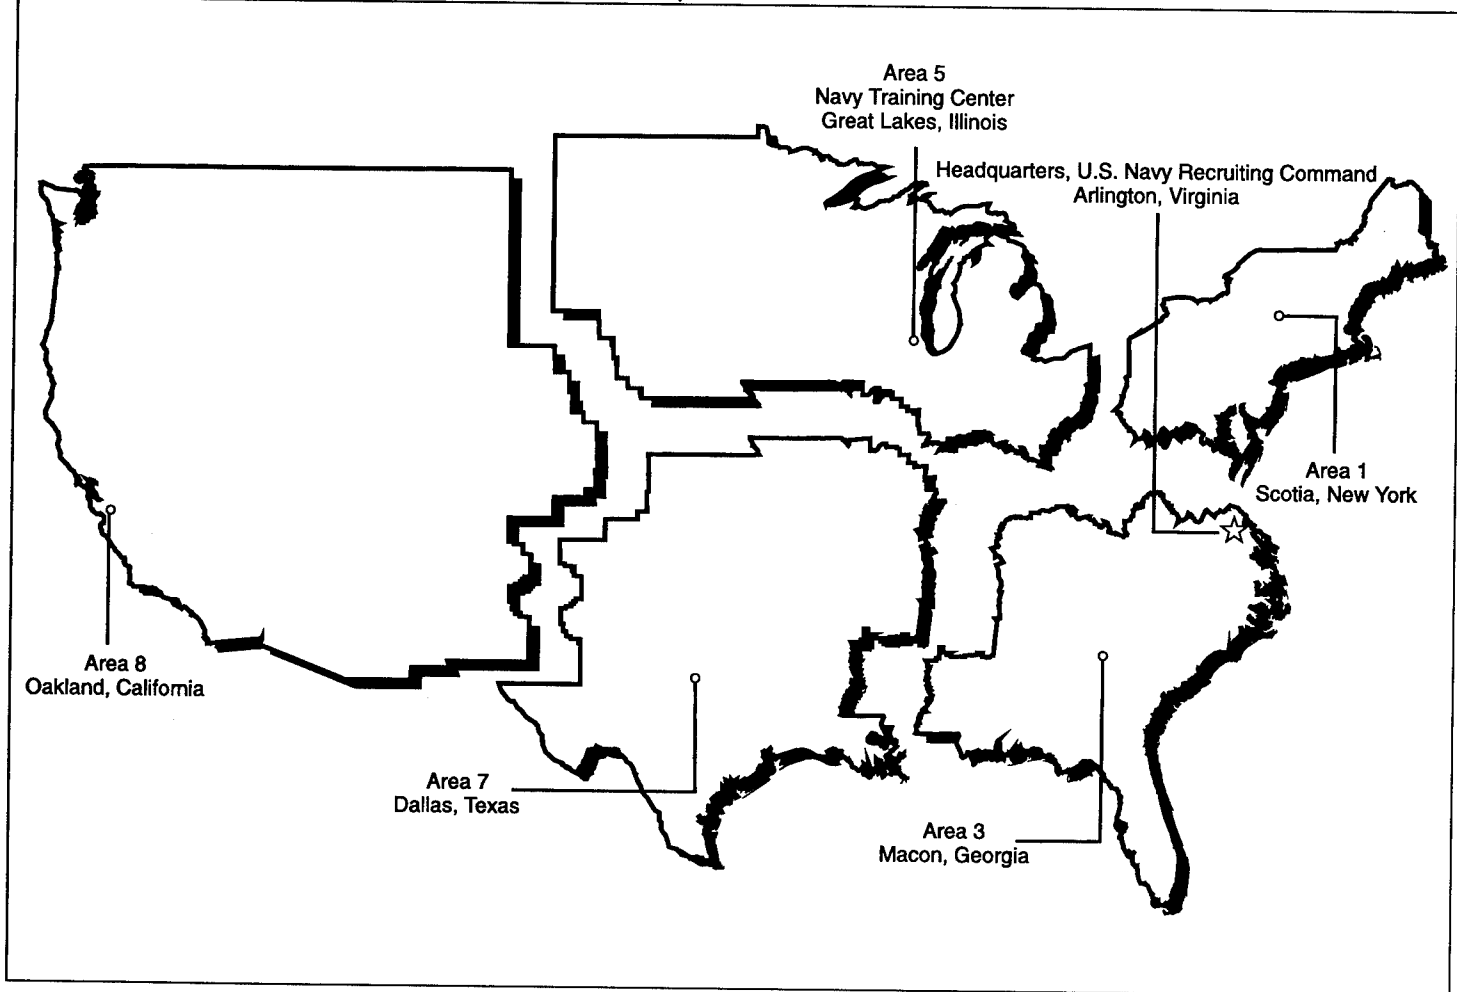 Area 5
Navy Training Center
Great Lakes, Illinois
Headquarters, U.S. Navy Recruiting Command
Arlington, Virginia
Area 1
Scotia, New York
Area 8
Oakland, California
Area 7
Dallas, Texas
Area 3
Macon, Georgia